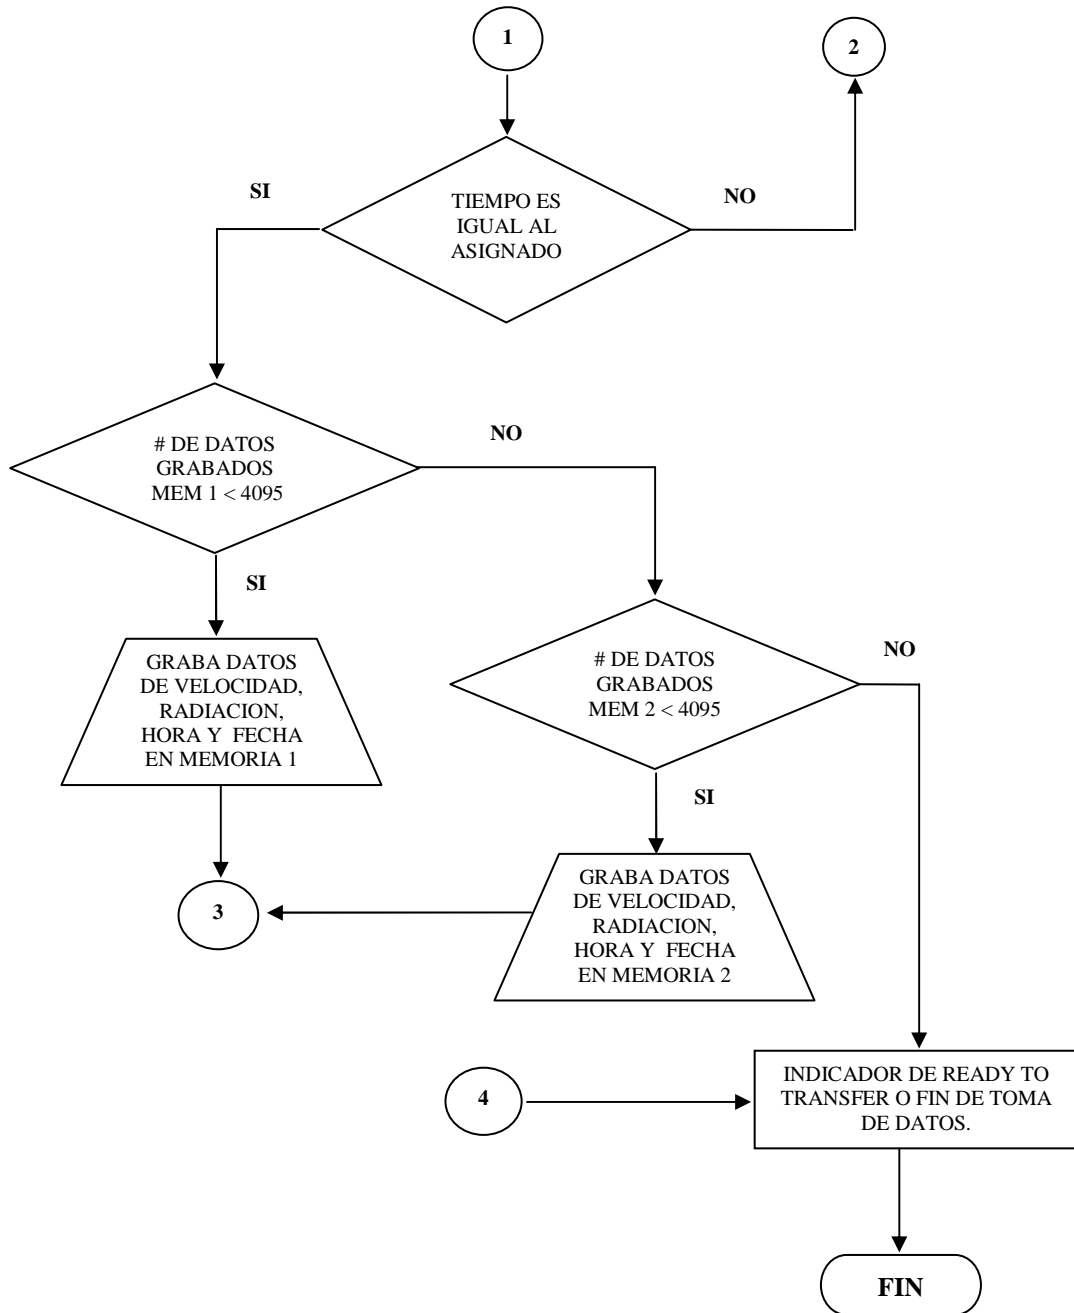 1
2
SI
TIEMPO ES
IGUAL AL
ASIGNADO
NO
# DE DATOS
GRABADOS
MEM 1 < 4095
NO
SI
GRABA DATOS
DE VELOCIDAD,
RADIACION,
HORA Y FECHA
EN MEMORIA 1
# DE DATOS
GRABADOS
MEM 2 < 4095
NO
SI
3
GRABA DATOS
DE VELOCIDAD,
RADIACION,
HORA Y FECHA
EN MEMORIA 2
4
INDICADOR DE READY TO
TRANSFER O FIN DE TOMA
DE DATOS.
FIN